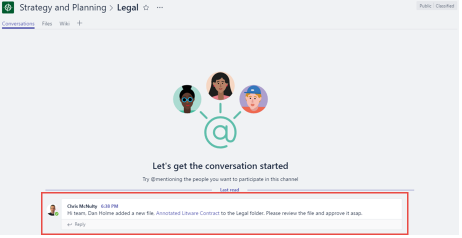 Strategy and Planning > Legal ☆ ...
Public Classified
Conversations Files Wiki +
Let's get the conversation started
Try @mentioning the people you want to participate in this channel
Last read
Chris McNulty 6:38 PM
Hi team. Dan Holme added a new file, Annotated Litware Contract to the Legal folder. Please review the file and approve it asap.
↩ Reply